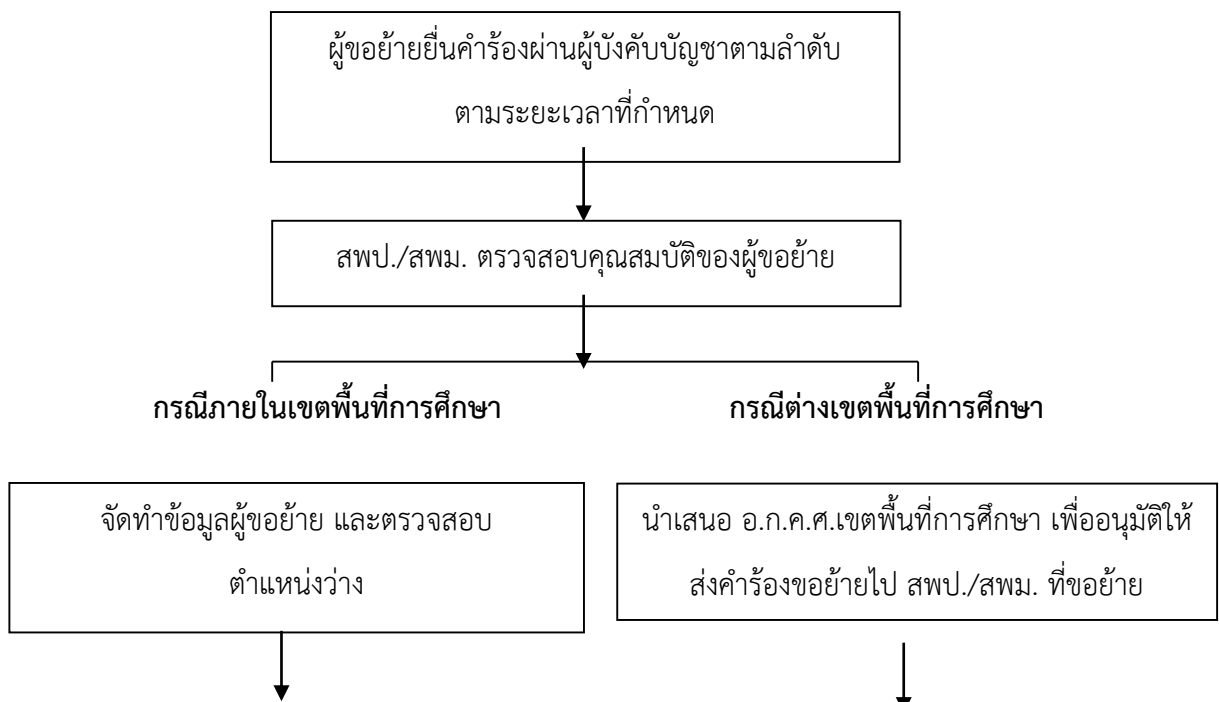 ผู้ขอย้ายยื่นคำร้องผ่านผู้บังคับบัญชาตามลำดับ
ตามระยะเวลาที่กำหนด
สพป./สพม. ตรวจสอบคุณสมบัติของผู้ขอย้าย
กรณีภายในเขตพื้นที่การศึกษา
กรณีต่างเขตพื้นที่การศึกษา
จัดทำข้อมูลผู้ขอย้าย และตรวจสอบ
ตำแหน่งว่าง
นำเสนอ อ.ก.ค.ศ.เขตพื้นที่การศึกษา เพื่ออนุมัติให้
ส่งคำร้องขอย้ายไป สพป./สพม. ที่ขอย้าย